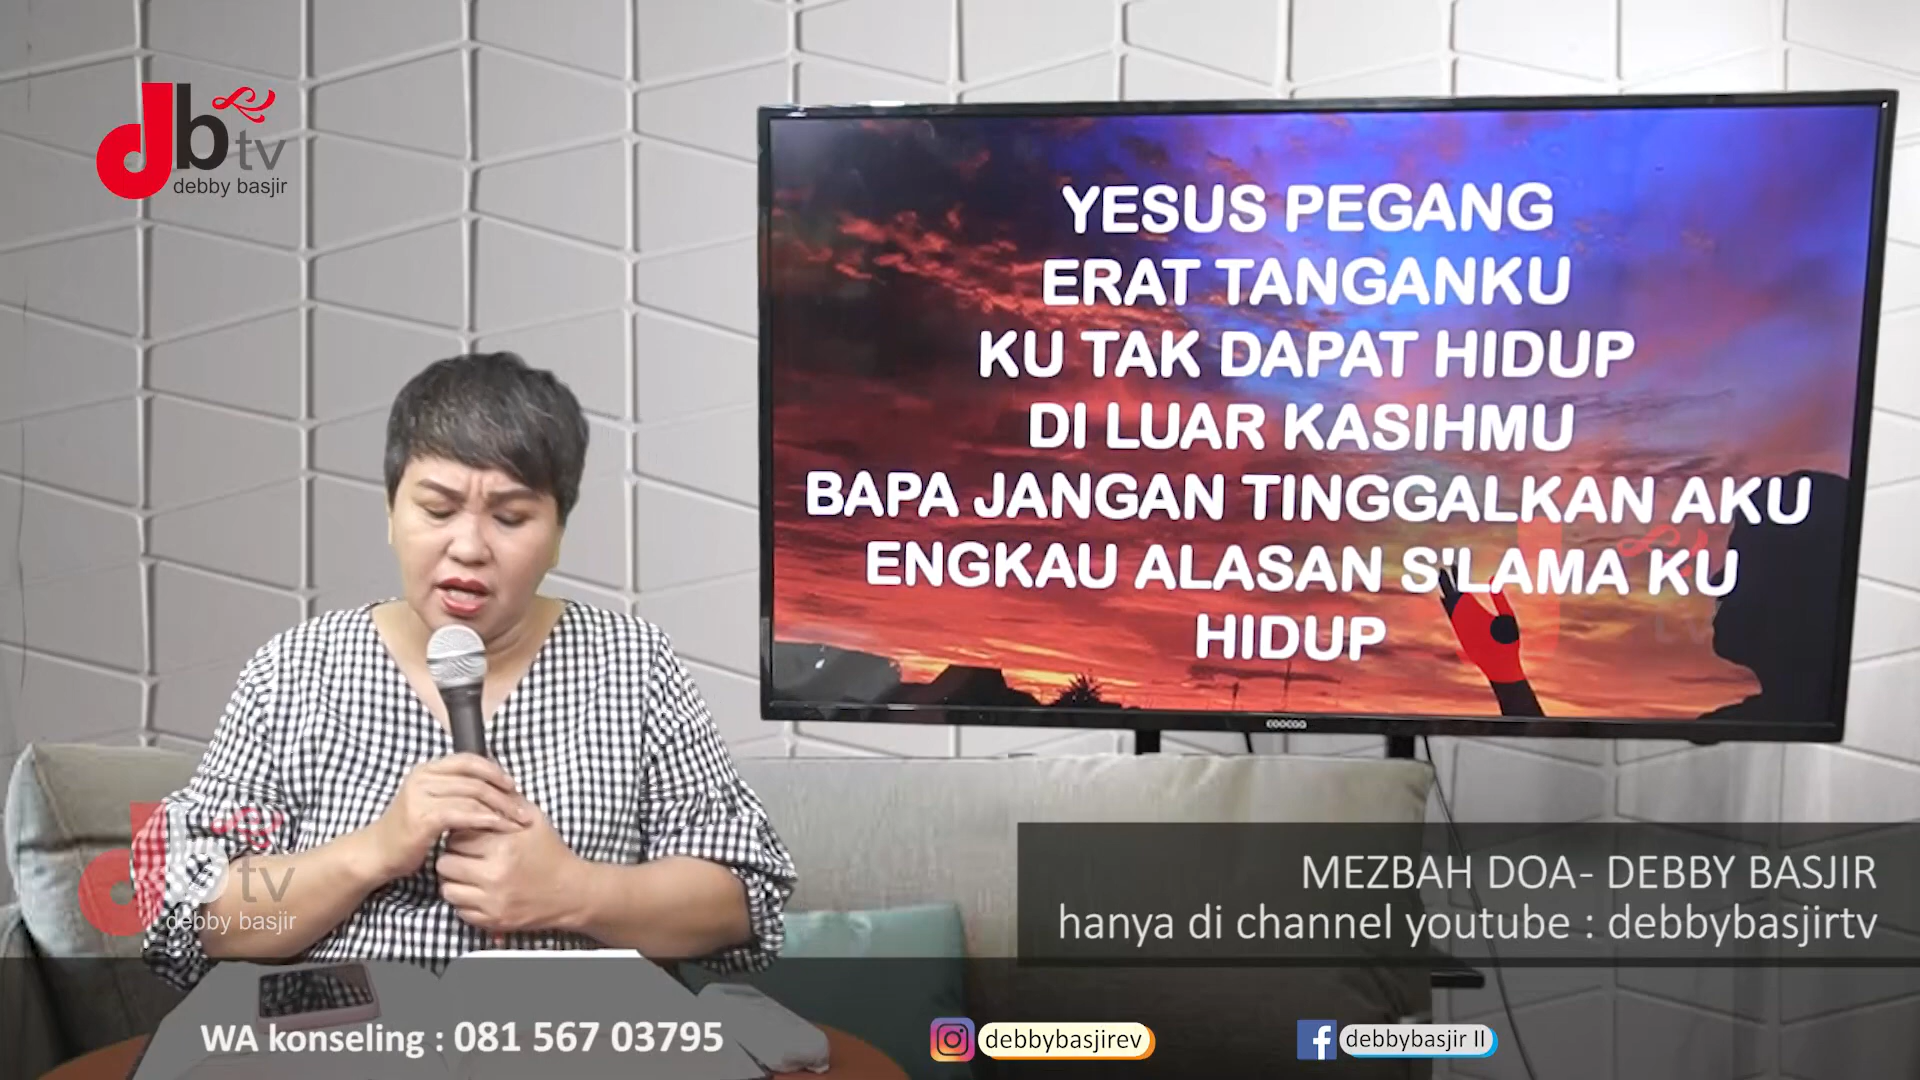 db tv
debby basjir
YESUS PEGANG
ERAT TANGANKU
KU TAK DAPAT HIDUP
DI LUAR KASIHMU
BAPA JANGAN TINGGALKAN AKU
ENGKAU ALASAN S'LAMA KU
HIDUP
coocaa
db tv
debby basjir
MEZBAH DOA- DEBBY BASJIR
hanya di channel youtube : debbybasjirtv
WA konseling : 081 567 03795
debbybasjirev
debbybasjir II